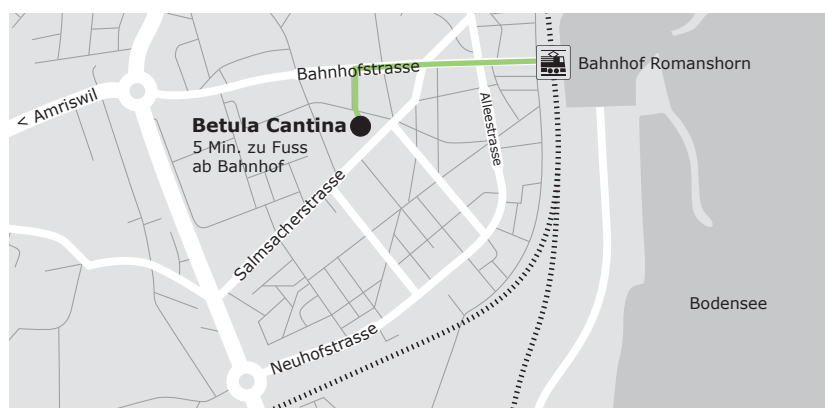 Bahnhof Romanshorn
Bahnhofstrasse
< Amriswil
Alleestrasse
Betula Cantina
5 Min. zu Fuss
ab Bahnhof
Salmsacherstrasse
Bodensee
Neuhofstrasse